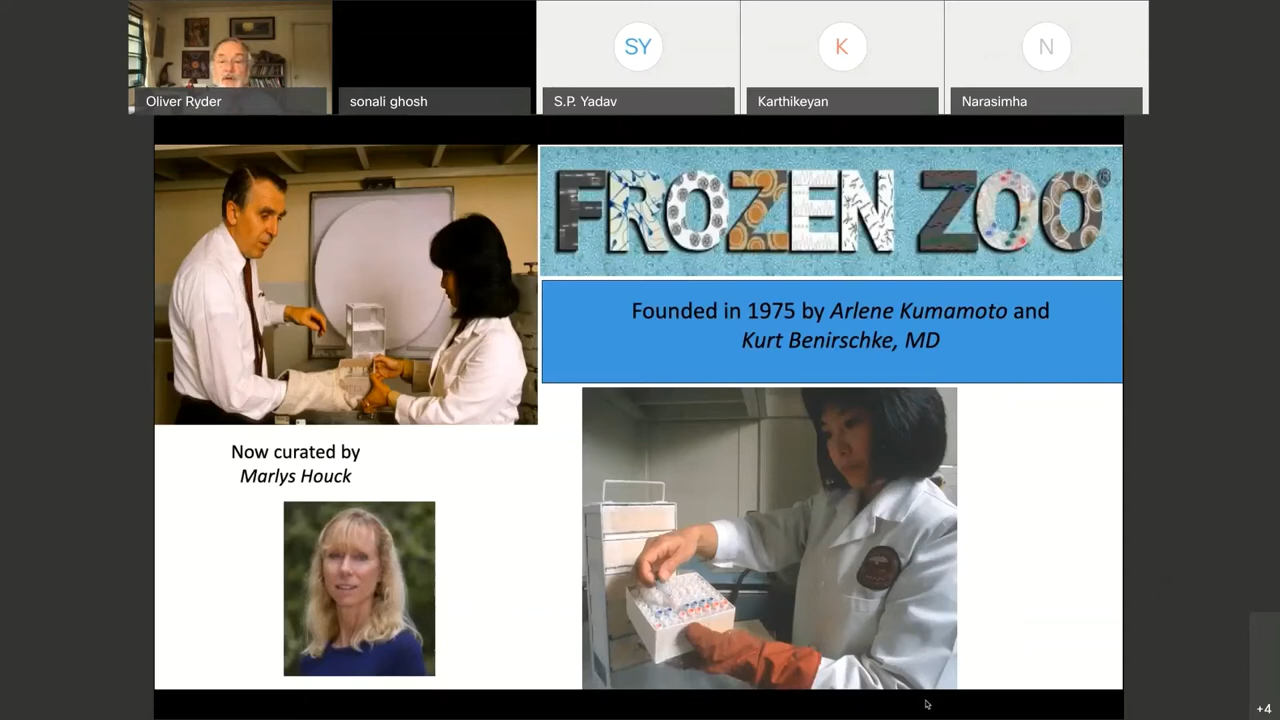 Oliver Ryder
sonali ghosh
SY
S.P. Yadav
K
Karthikeyan
N
Narasimha
FROZEN ZOO®
Founded in 1975 by Arlene Kumamoto and
Kurt Benirschke, MD
Now curated by
Marlys Houck
+4